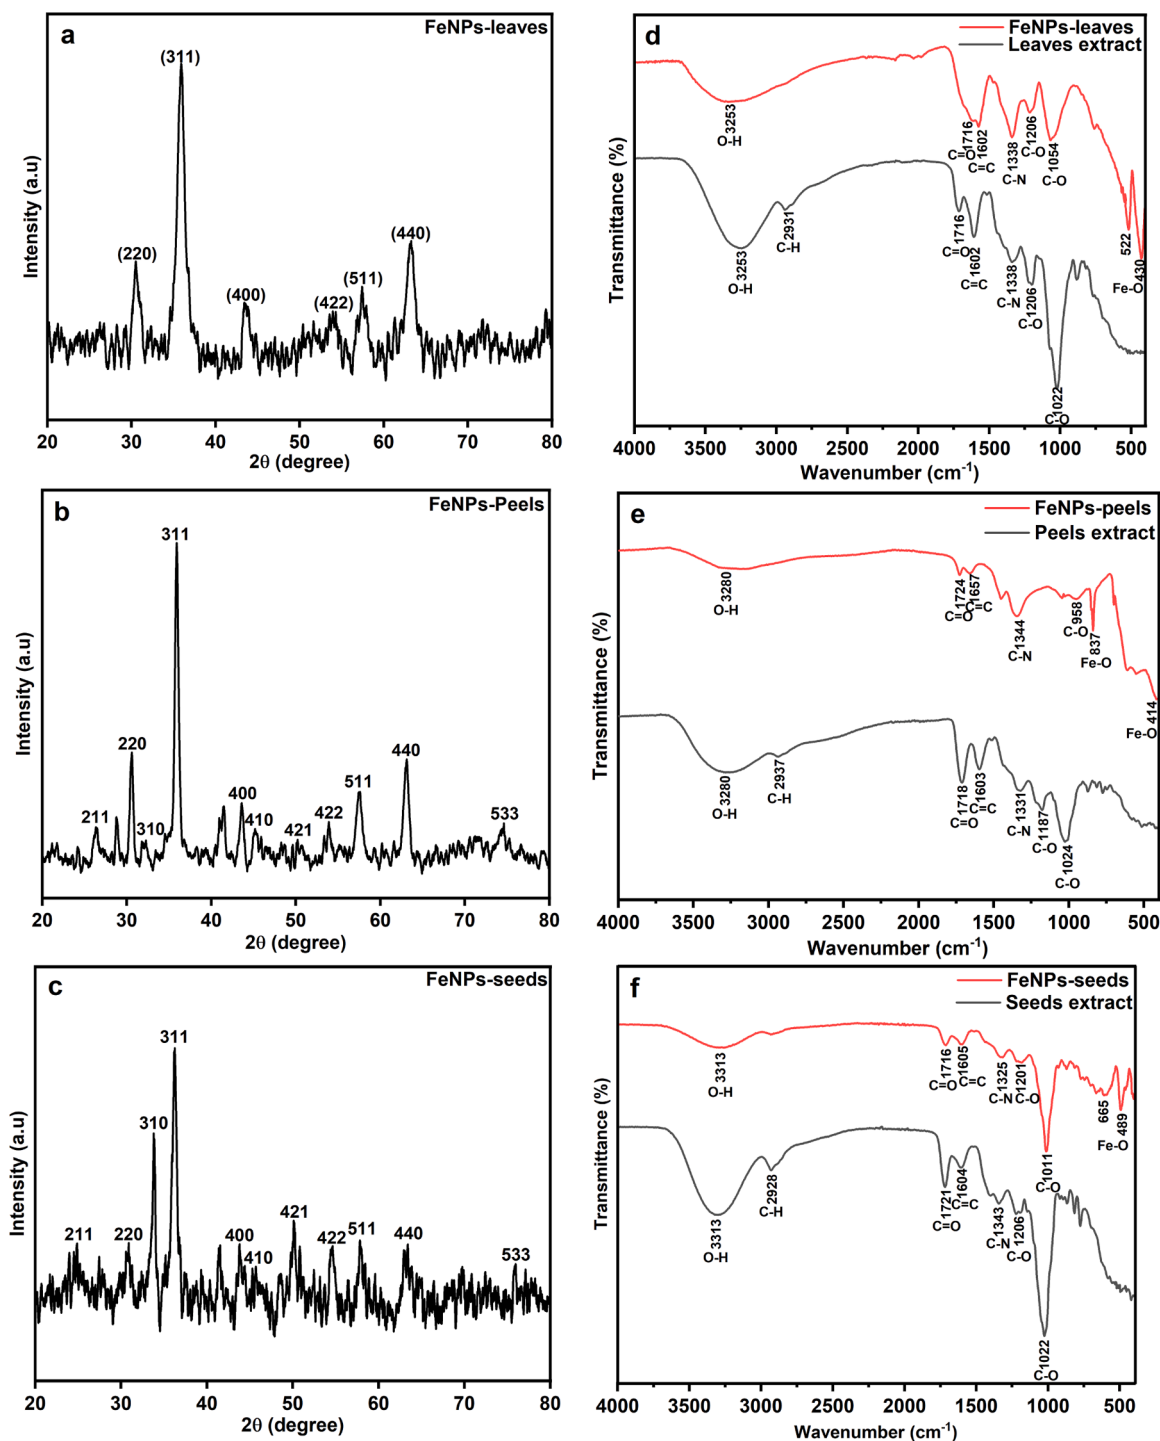 a
FeNPs-leaves
(311)
(220)
(440)
(511)
(400)
(422)
Intensity (a.u)
20 30 40 50 60 70 80
2θ (degree)
d
FeNPs-leaves
Leaves extract
3253
O-H
1716
C=O
1602
C=C
1338
C-N
1206
C-O
1054
C-O
522
430
Fe-O
3253
O-H
2931
C-H
1716
C=O
1602
C=C
1338
C-N
1206
C-O
1022
C-O
Transmittance (%)
4000 3500 3000 2500 2000 1500 1000 500
Wavenumber (cm-1)
b
FeNPs-Peels
311
220
440
511
400
211
310
410
421
422
533
Intensity (a.u)
20 30 40 50 60 70 80
2θ (degree)
e
FeNPs-peels
Peels extract
3280
O-H
1724
C=O
1657
C=C
1344
C-N
958
C-O
837
Fe-O
414
Fe-O
3280
O-H
2937
C-H
1718
C=O
1603
C=C
1331
C-N
1187
C-O
1024
C-O
Transmittance (%)
4000 3500 3000 2500 2000 1500 1000 500
Wavenumber (cm-1)
c
FeNPs-seeds
311
310
211
220
400
410
421
422
511
440
533
Intensity (a.u)
20 30 40 50 60 70 80
2θ (degree)
f
FeNPs-seeds
Seeds extract
3313
O-H
1716
C=O
1605
C=C
1325
C-N
1201
C-O
1011
C-O
665
489
Fe-O
3313
O-H
2928
C-H
1721
C=O
1604
C=C
1343
C-N
1206
C-O
1022
C-O
Transmittance (%)
4000 3500 3000 2500 2000 1500 1000 500
Wavenumber (cm-1)